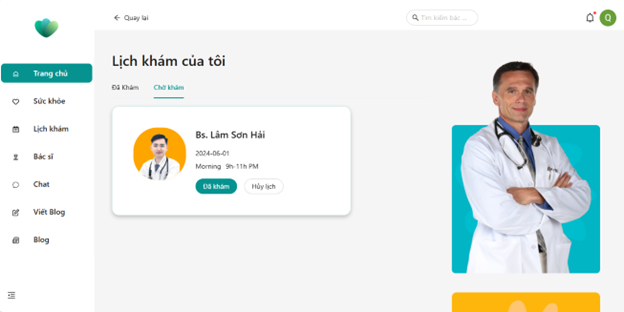 Quay lại
Tìm kiếm bác ...
Q
Trang chủ
Sức khỏe
Lịch khám
Bác sĩ
Chat
Viết Blog
Blog
Lịch khám của tôi
Đã Khám
Chờ khám
Bs. Lâm Sơn Hải
2024-06-01
Morning 9h-11h PM
Đã khám
Hủy lịch